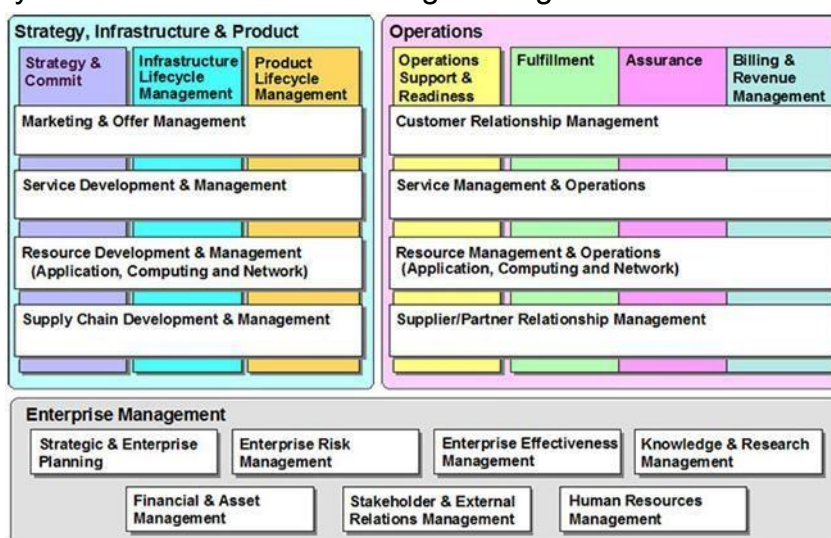 Strategy, Infrastructure & Product
Strategy &
Commit
Infrastructure
Lifecycle
Management
Product
Lifecycle
Management
Marketing & Offer Management
Service Development & Management
Resource Development & Management
(Application, Computing and Network)
Supply Chain Development & Management
Operations
Operations
Support &
Readiness
Fulfillment
Assurance
Billing &
Revenue
Management
Customer Relationship Management
Service Management & Operations
Resource Management & Operations
(Application, Computing and Network)
Supplier/Partner Relationship Management
Enterprise Management
Strategic & Enterprise
Planning
Enterprise Risk
Management
Enterprise Effectiveness
Management
Knowledge & Research
Management
Financial & Asset
Management
Stakeholder & External
Relations Management
Human Resources
Management